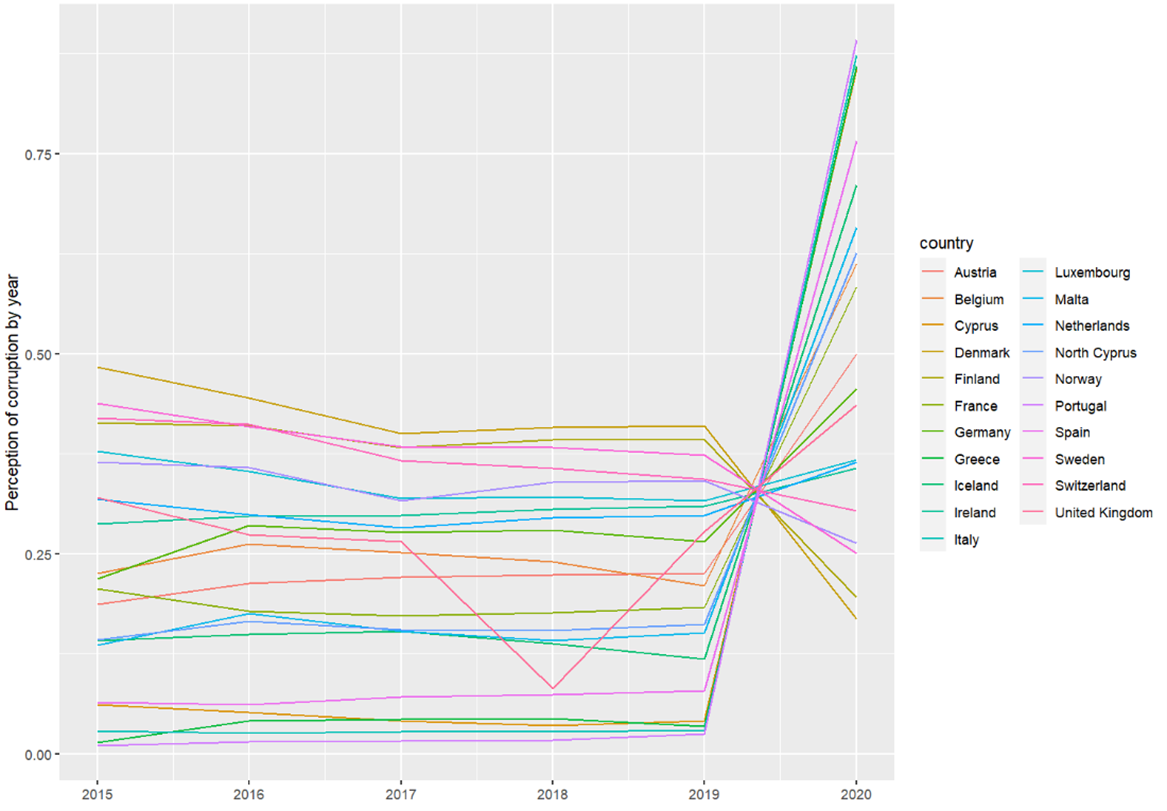 Perception of corruption by year
0.75
0.50
0.25
0.00
2015 2016 2017 2018 2019 2020
country
Austria Luxembourg
Belgium Malta
Cyprus Netherlands
Denmark North Cyprus
Finland Norway
France Portugal
Germany Spain
Greece Sweden
Iceland Switzerland
Ireland United Kingdom
Italy